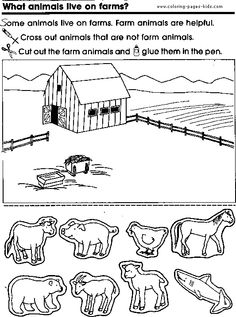 © www.coloring-pages-kids.com
What animals live on farms?
Some animals live on farms. Farm animals are helpful.
Cross out animals that are not farm animals.
Cut out the farm animals and glue them in the pen.